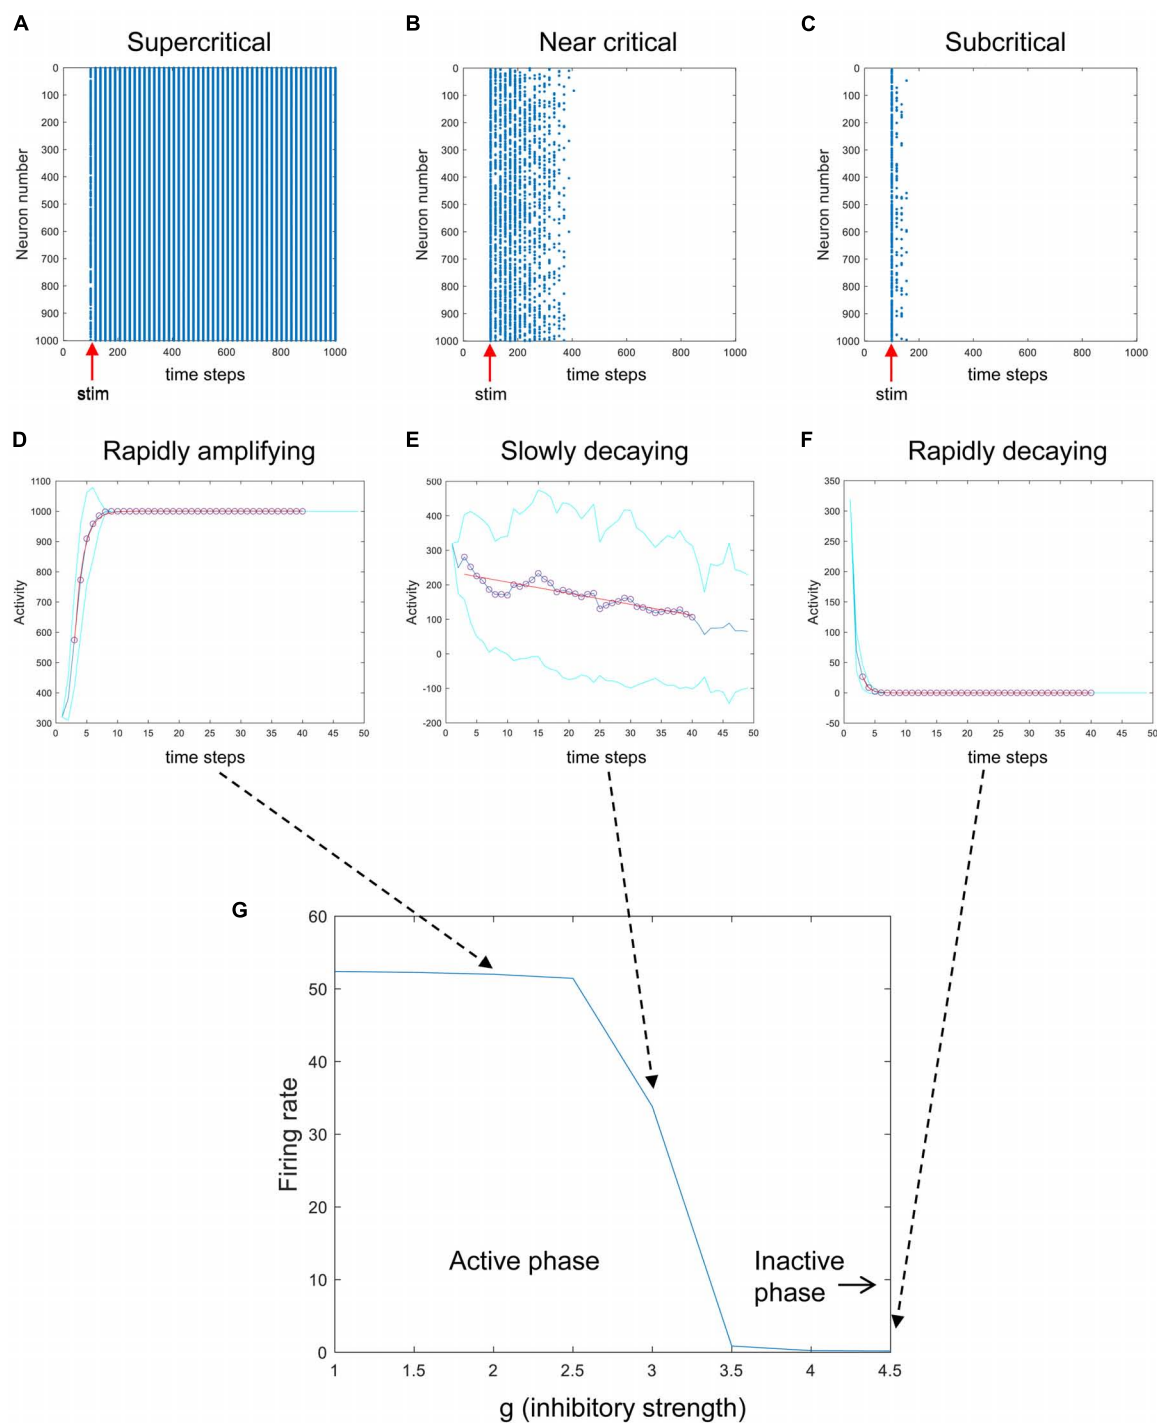 A
Supercritical
0
100
200
300
400
500
600
700
800
900
1000
Neuron number
0 200 400 600 800 1000
time steps
stim
B
Near critical
0
100
200
300
400
500
600
700
800
900
1000
Neuron number
0 200 400 600 800 1000
time steps
stim
C
Subcritical
0
100
200
300
400
500
600
700
800
900
1000
Neuron number
0 200 400 600 800 1000
time steps
stim
D
Rapidly amplifying
1100
1000
900
800
700
600
500
400
300
Activity
0 5 10 15 20 25 30 35 40 45 50
time steps
E
Slowly decaying
500
400
300
200
100
0
-100
-200
Activity
0 5 10 15 20 25 30 35 40 45 50
time steps
F
Rapidly decaying
350
300
250
200
150
100
50
0
-50
Activity
0 5 10 15 20 25 30 35 40 45 50
time steps
G
60
50
40
30
20
10
0
Firing rate
Active phase
Inactive
phase
1 1.5 2 2.5 3 3.5 4 4.5
g (inhibitory strength)